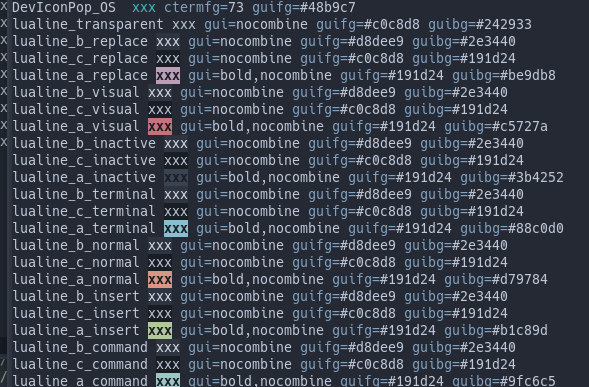 DevIconPop_OS  xxx ctermfg=73 guifg=#48b9c7
lualine_transparent xxx gui=nocombine guifg=#c0c8d8 guibg=#242933
lualine_b_replace xxx gui=nocombine guifg=#d8dee9 guibg=#2e3440
lualine_c_replace xxx gui=nocombine guifg=#c0c8d8 guibg=#191d24
lualine_a_replace xxx gui=bold,nocombine guifg=#191d24 guibg=#be9db8
lualine_b_visual xxx gui=nocombine guifg=#d8dee9 guibg=#2e3440
lualine_c_visual xxx gui=nocombine guifg=#c0c8d8 guibg=#191d24
lualine_a_visual xxx gui=bold,nocombine guifg=#191d24 guibg=#c5727a
lualine_b_inactive xxx gui=nocombine guifg=#d8dee9 guibg=#2e3440
lualine_c_inactive xxx gui=nocombine guifg=#c0c8d8 guibg=#191d24
lualine_a_inactive xxx gui=bold,nocombine guifg=#191d24 guibg=#3b4252
lualine_b_terminal xxx gui=nocombine guifg=#d8dee9 guibg=#2e3440
lualine_c_terminal xxx gui=nocombine guifg=#c0c8d8 guibg=#191d24
lualine_a_terminal xxx gui=bold,nocombine guifg=#191d24 guibg=#88c0d0
lualine_b_normal xxx gui=nocombine guifg=#d8dee9 guibg=#2e3440
lualine_c_normal xxx gui=nocombine guifg=#c0c8d8 guibg=#191d24
lualine_a_normal xxx gui=bold,nocombine guifg=#191d24 guibg=#d79784
lualine_b_insert xxx gui=nocombine guifg=#d8dee9 guibg=#2e3440
lualine_c_insert xxx gui=nocombine guifg=#c0c8d8 guibg=#191d24
lualine_a_insert xxx gui=bold,nocombine guifg=#191d24 guibg=#b1c89d
lualine_b_command xxx gui=nocombine guifg=#d8dee9 guibg=#2e3440
lualine_c_command xxx gui=nocombine guifg=#c0c8d8 guibg=#191d24
lualine_a_command xxx gui=bold,nocombine guifg=#191d24 guibg=#9fc6c5